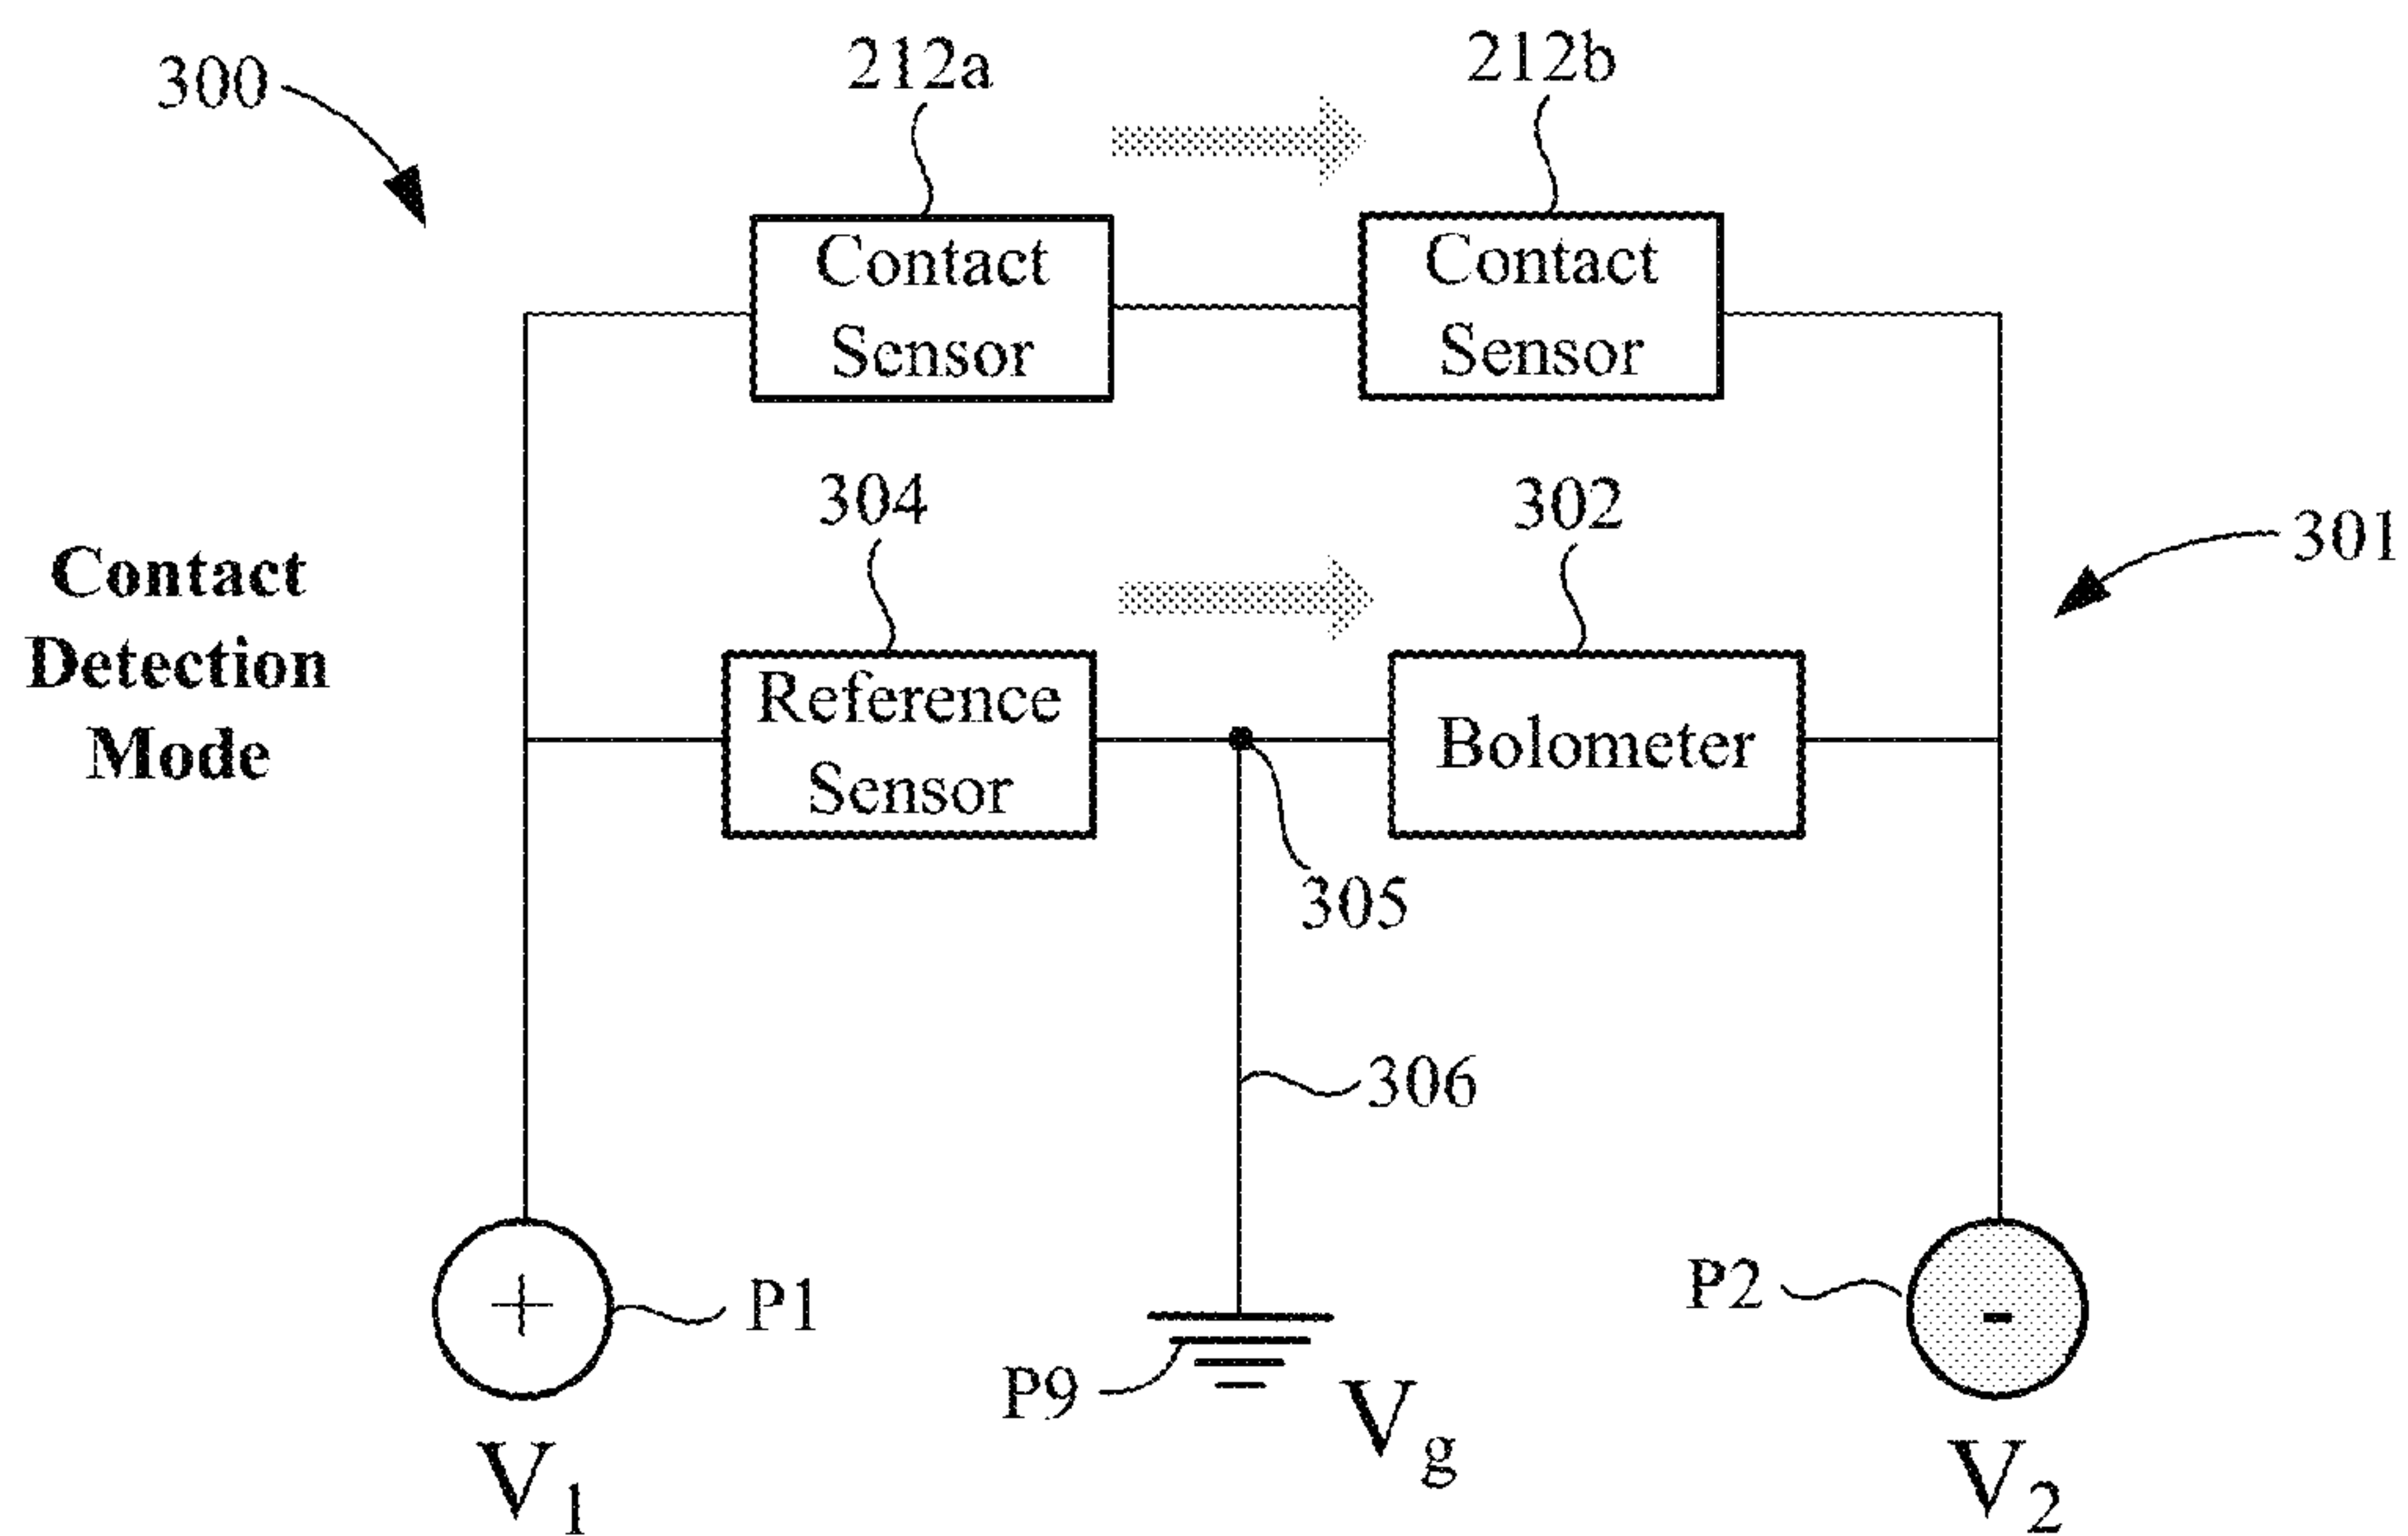 300
212a
212b
Contact
Sensor
Contact
Sensor
304
302
301
Contact
Detection
Mode
Reference
Sensor
Bolometer
305
306
+
P1
P9
P2
-
V1
Vg
V2